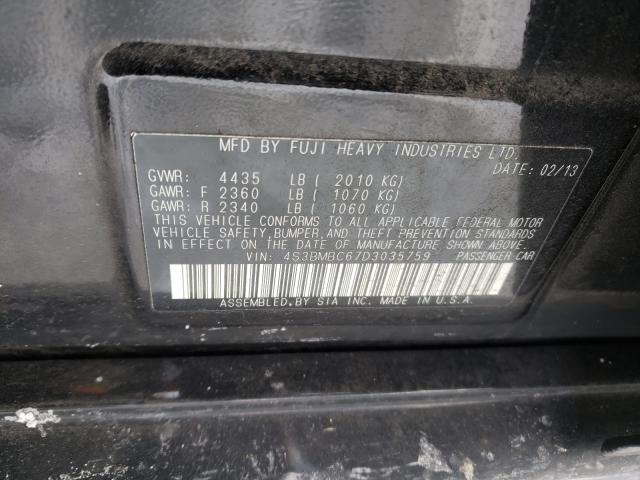 MFD BY FUJI HEAVY INDUSTRIES LTD.
DATE: 02/13
GVWR: 4435 LB ( 2010 KG)
GAWR: F 2360 LB ( 1070 KG)
GAWR: R 2340 LB ( 1060 KG)
THIS VEHICLE CONFORMS TO ALL APPLICABLE FEDERAL MOTOR
VEHICLE SAFETY, BUMPER, AND THEFT PREVENTION STANDARDS
IN EFFECT ON THE DATE OF MANUFACTURE SHOWN ABOVE.
VIN: 4S3BMBC67D3035759 PASSENGER CAR
ASSEMBLED BY SIA INC. MADE IN U.S.A.